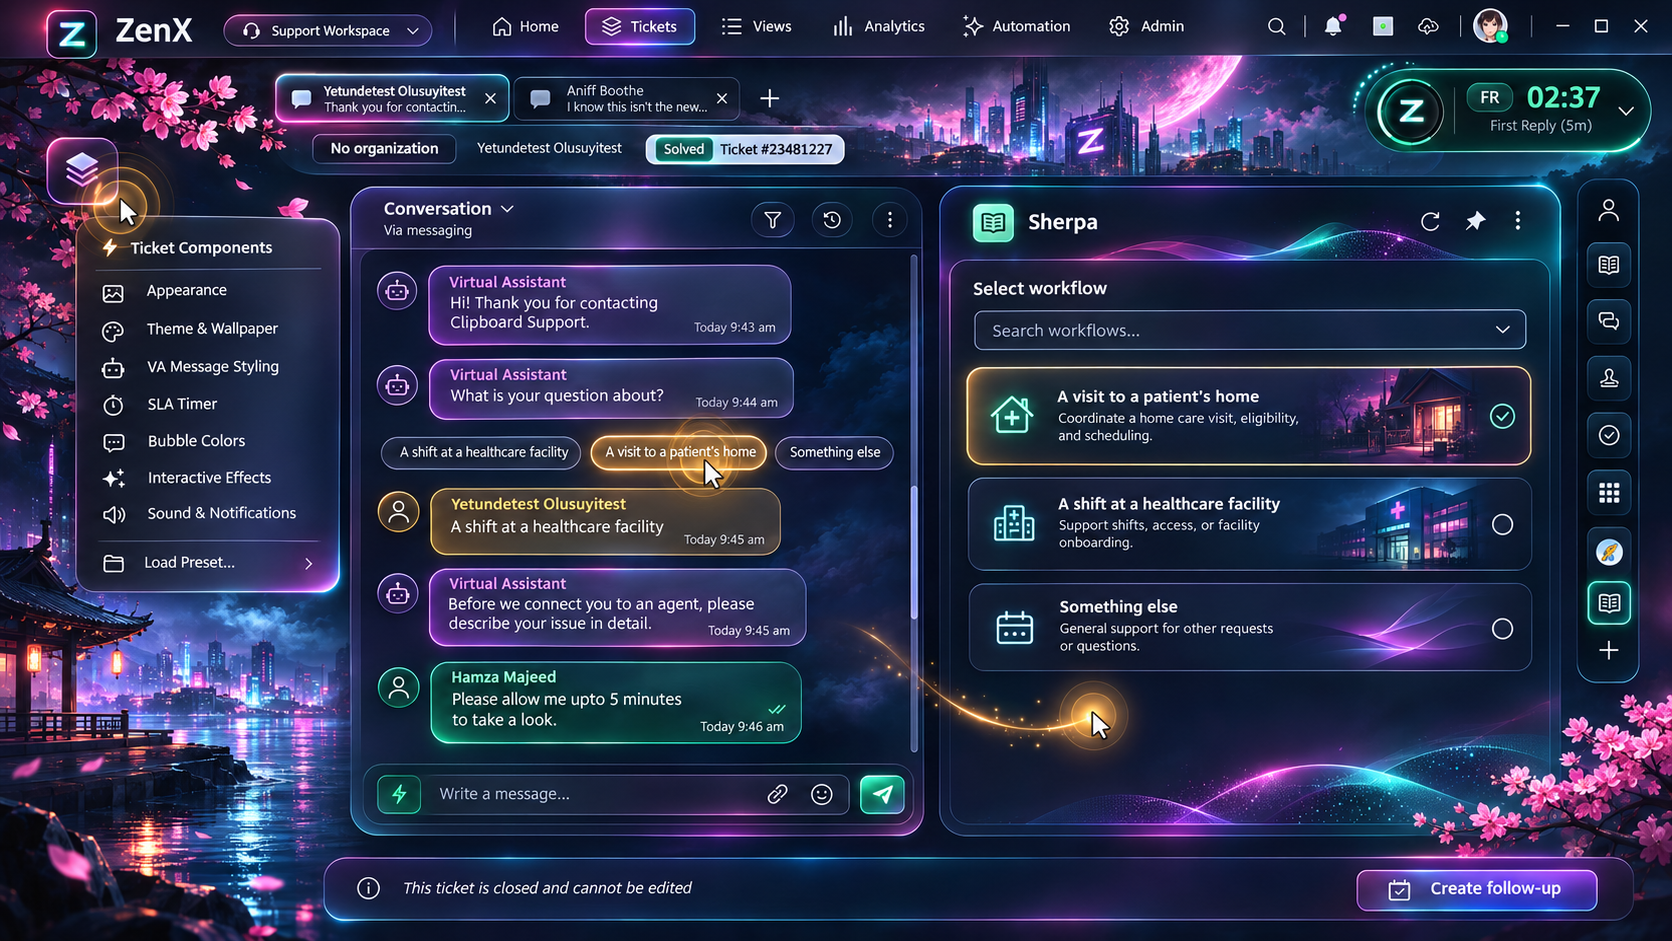 ZenX
Support Workspace
Home
Tickets
Views
Analytics
Automation
Admin
Yetundetest Olusuyitest
Thank you for contactin...
Aniff Boothe
I know this isn't the new...
No organization
Yetundetest Olusuyitest
Solved
Ticket #23481227
Z
FR
02:37
First Reply (5m)
Ticket Components
Appearance
Theme & Wallpaper
VA Message Styling
SLA Timer
Bubble Colors
Interactive Effects
Sound & Notifications
Load Preset...
Conversation
Via messaging
Virtual Assistant
Hi! Thank you for contacting
Clipboard Support.
Today 9:43 am
Virtual Assistant
What is your question about?
Today 9:44 am
A shift at a healthcare facility
A visit to a patient's home
Something else
Yetundetest Olusuyitest
A shift at a healthcare facility
Today 9:45 am
Virtual Assistant
Before we connect you to an agent, please
describe your issue in detail.
Today 9:45 am
Hamza Majeed
Please allow me upto 5 minutes
to take a look.
Today 9:46 am
Write a message...
Sherpa
Select workflow
Search workflows...
A visit to a patient's home
Coordinate a home care visit, eligibility,
and scheduling.
A shift at a healthcare facility
Support shifts, access, or facility
onboarding.
Something else
General support for other requests
or questions.
This ticket is closed and cannot be edited
Create follow-up